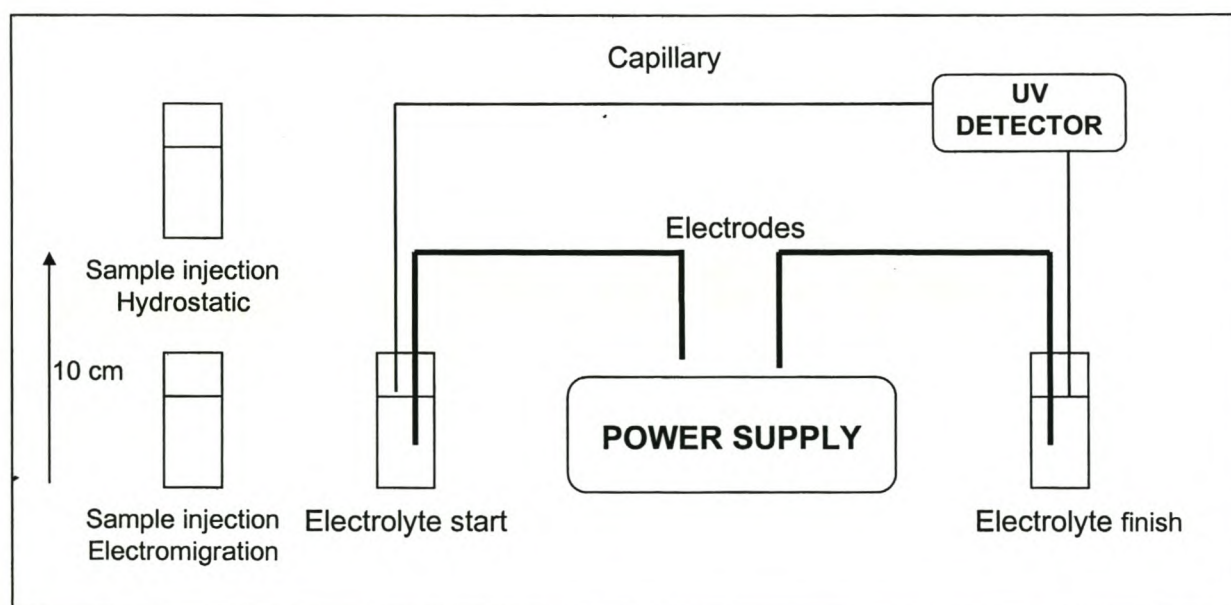 Capillary
UV
DETECTOR
Electrodes
Sample injection
Hydrostatic
10 cm
POWER SUPPLY
Sample injection
Electromigration
Electrolyte start
Electrolyte finish